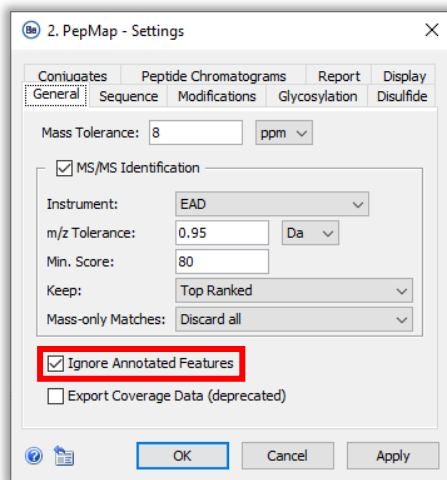 Be 2. PepMap - Settings
Conjugates Peptide Chromatograms Report Display
General Sequence Modifications Glycosylation Disulfide
Mass Tolerance: 8 ppm
MS/MS Identification
Instrument: EAD
m/z Tolerance: 0.95 Da
Min. Score: 80
Keep: Top Ranked
Mass-only Matches: Discard all
Ignore Annotated Features
Export Coverage Data (deprecated)
? OK Cancel Apply